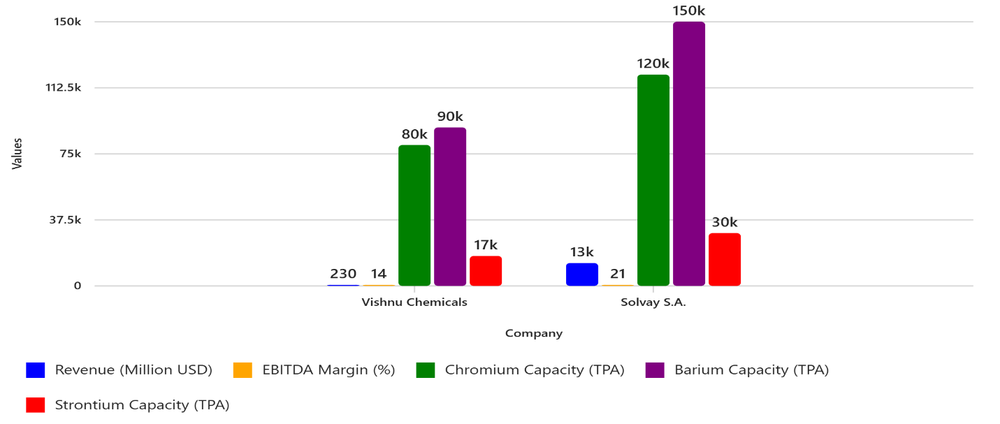 150k
150k
120k
112.5k
90k
80k
75k
Values
37.5k
30k
13k
17k
230
14
21
0
Vishnu Chemicals
Solvay S.A.
Company
Revenue (Million USD)
EBITDA Margin (%)
Chromium Capacity (TPA)
Barium Capacity (TPA)
Strontium Capacity (TPA)